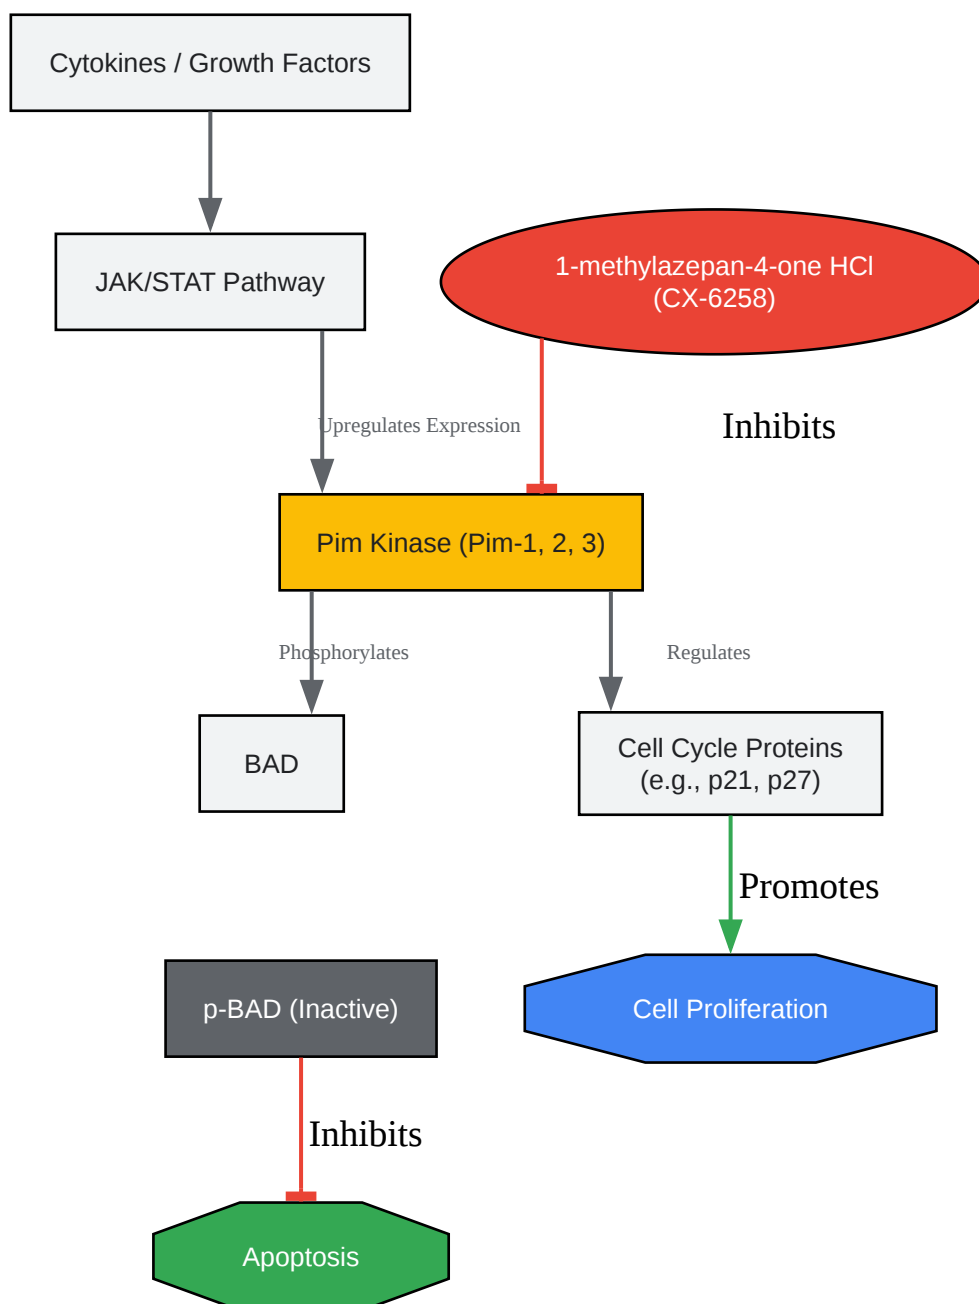 Cytokines / Growth Factors
JAK/STAT Pathway
1-methylazepan-4-one HCl
(CX-6258)
Upregulates Expression
Inhibits
Pim Kinase (Pim-1, 2, 3)
Phosphorylates
Regulates
BAD
Cell Cycle Proteins
(e.g., p21, p27)
Promotes
p-BAD (Inactive)
Cell Proliferation
Inhibits
Apoptosis